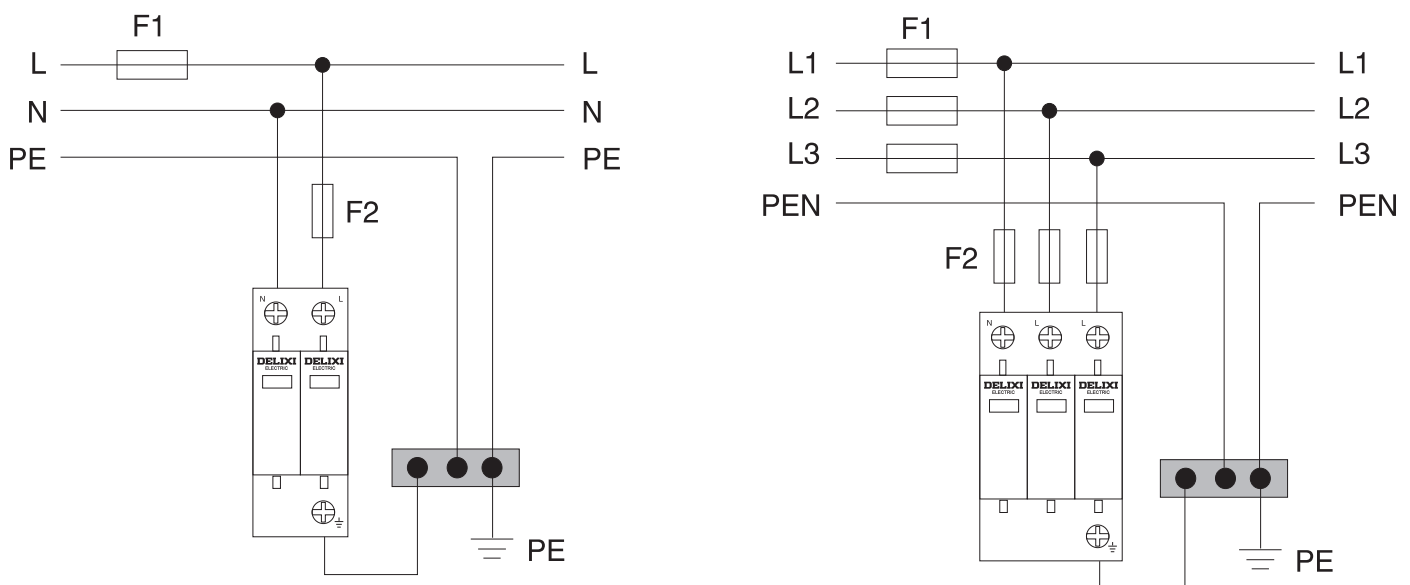 F1
L L
N N
PE PE
F2
N L
DELIXI DELIXI
ELECTRIC ELECTRIC
PE
F1
L1 L1
L2 L2
L3 L3
PEN PEN
F2
N L L
DELIXI DELIXI DELIXI
ELECTRIC ELECTRIC ELECTRIC
PE